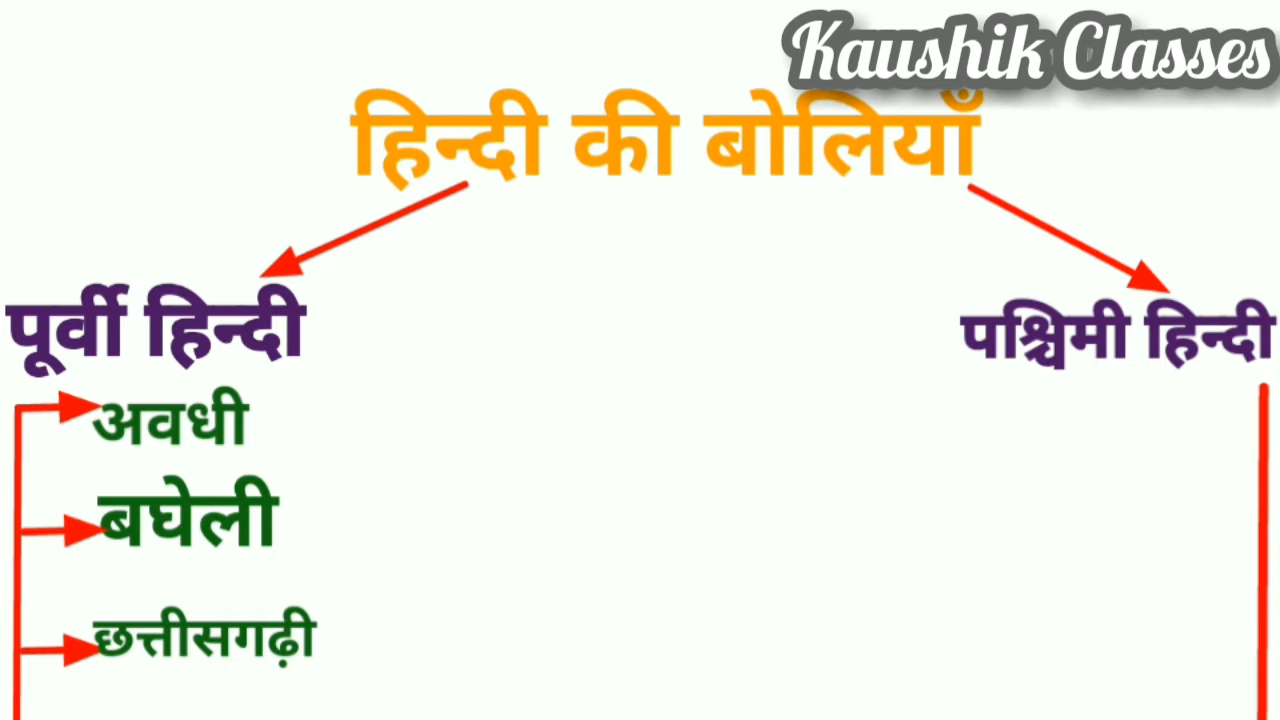 Kaushik Classes
हिन्दी की बोलियाँ
पूर्वी हिन्दी
पश्चिमी हिन्दी
अवधी
बघेली
छत्तीसगढ़ी